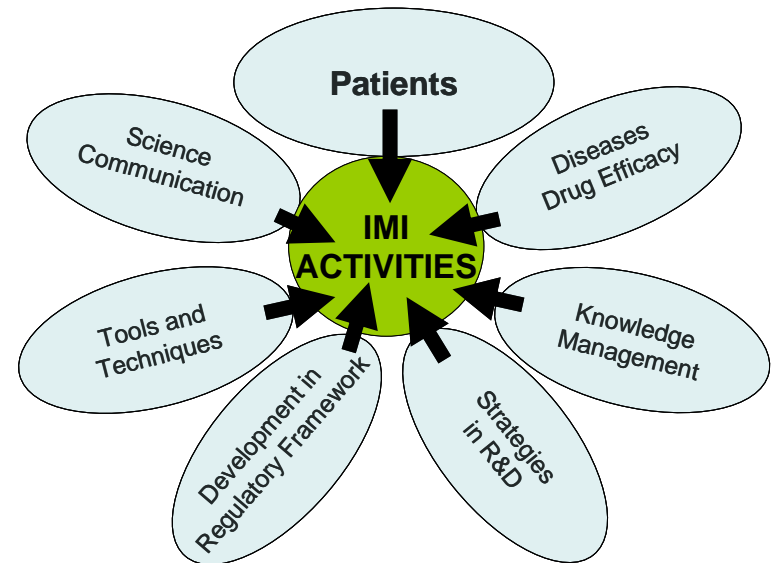 Patients
Science
Communication
Diseases
Drug Efficacy
IMI
ACTIVITIES
Tools and
Techniques
Knowledge
Management
Development in
Regulatory Framework
Strategies
in R&D